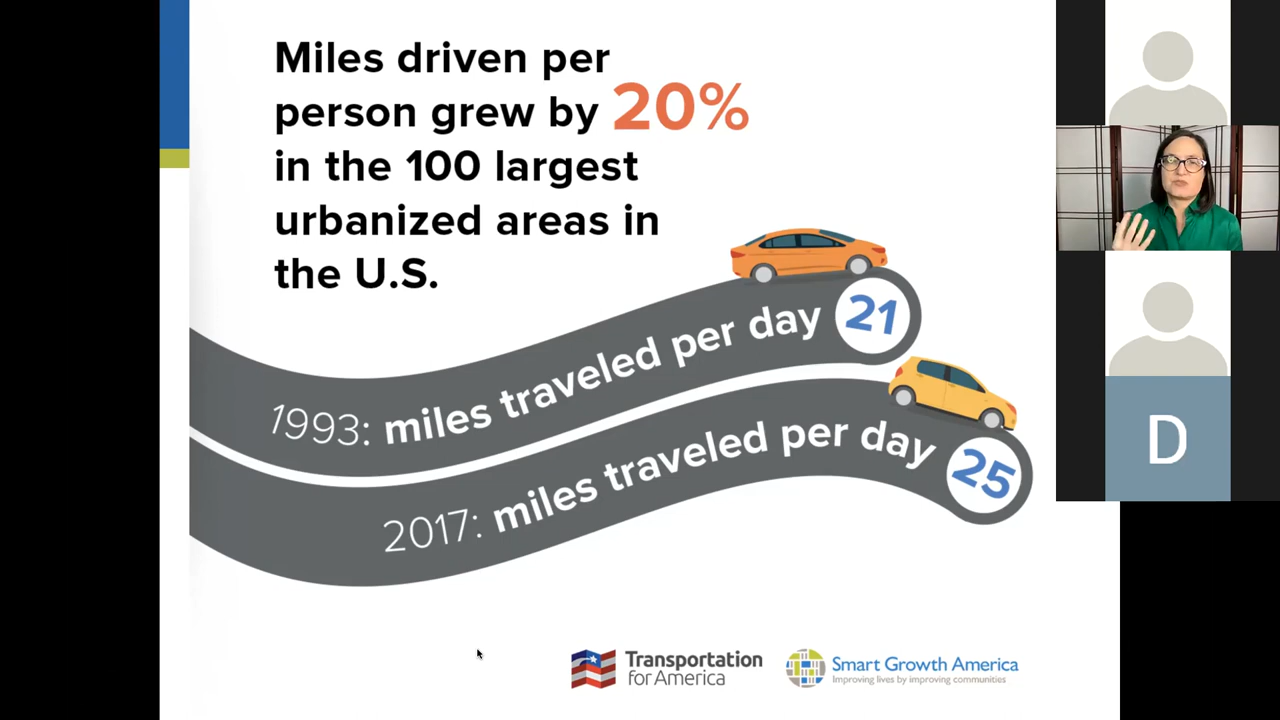 Miles driven per
person grew by 20%
in the 100 largest
urbanized areas in
the U.S.
1993: miles traveled per day 21
2017: miles traveled per day 25
Transportation
for America
Smart Growth America
Improving lives by improving communities
D